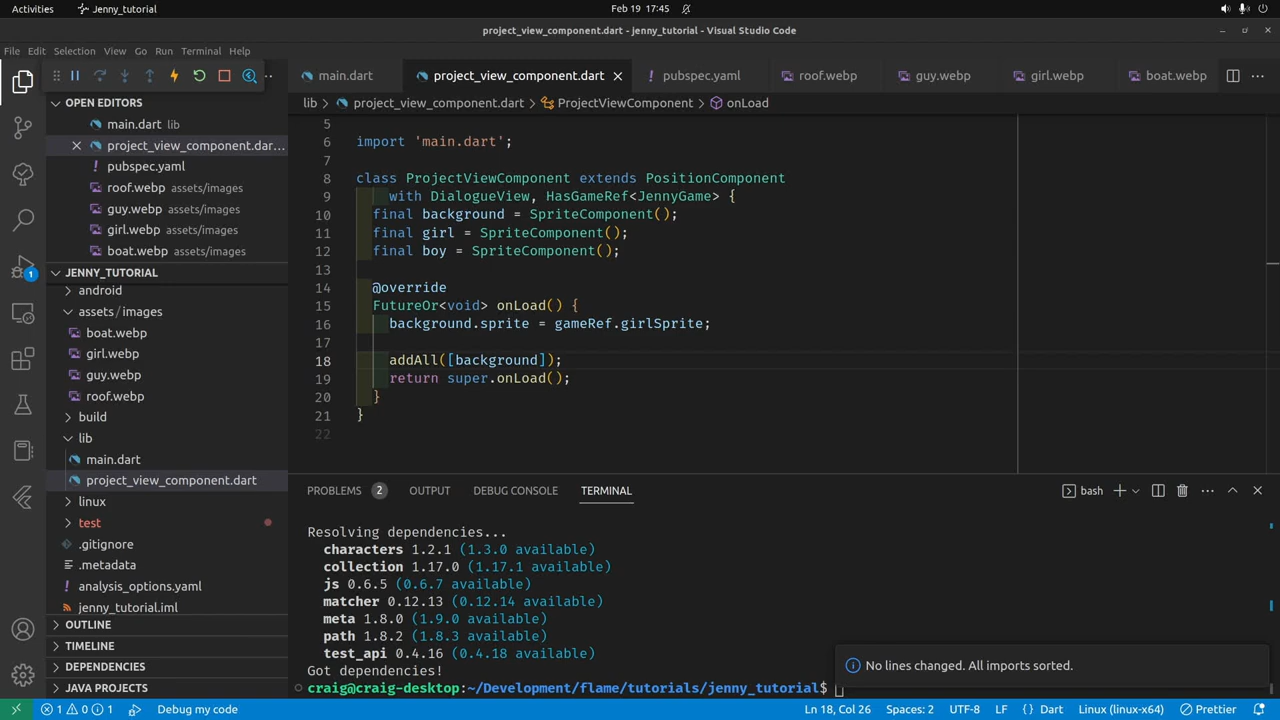 Activities
Jenny_tutorial
Feb 19 17:45
project_view_component.dart - jenny_tutorial - Visual Studio Code
File Edit Selection View Go Run Terminal Help
main.dart
project_view_component.dart
pubspec.yaml
roof.webp
guy.webp
girl.webp
boat.webp
lib > project_view_component.dart > ProjectViewComponent > onLoad
OPEN EDITORS
main.dart lib
project_view_component.dar...
pubspec.yaml
roof.webp assets/images
guy.webp assets/images
girl.webp assets/images
boat.webp assets/images
JENNY_TUTORIAL
android
assets/images
boat.webp
girl.webp
guy.webp
roof.webp
build
lib
main.dart
project_view_component.dart
linux
test
.gitignore
.metadata
analysis_options.yaml
jenny_tutorial.iml
OUTLINE
TIMELINE
DEPENDENCIES
JAVA PROJECTS
1
5
6 import 'main.dart';
7
8 class ProjectViewComponent extends PositionComponent
9 with DialogueView, HasGameRef<JennyGame> {
10 final background = SpriteComponent();
11 final girl = SpriteComponent();
12 final boy = SpriteComponent();
13
14 @override
15 FutureOr<void> onLoad() {
16 background.sprite = gameRef.girlSprite;
17
18 addAll([background]);
19 return super.onLoad();
20 }
21 }
22
PROBLEMS 2 OUTPUT DEBUG CONSOLE TERMINAL
bash
Resolving dependencies...
characters 1.2.1 (1.3.0 available)
collection 1.17.0 (1.17.1 available)
js 0.6.5 (0.6.7 available)
matcher 0.12.13 (0.12.14 available)
meta 1.8.0 (1.9.0 available)
path 1.8.2 (1.8.3 available)
test_api 0.4.16 (0.4.18 available)
Got dependencies!
craig@craig-desktop:~/Development/flame/tutorials/jenny_tutorial$
No lines changed. All imports sorted.
1 0 1 Debug my code
Ln 18, Col 26 Spaces: 2 UTF-8 LF {} Dart Linux (linux-x64) Prettier